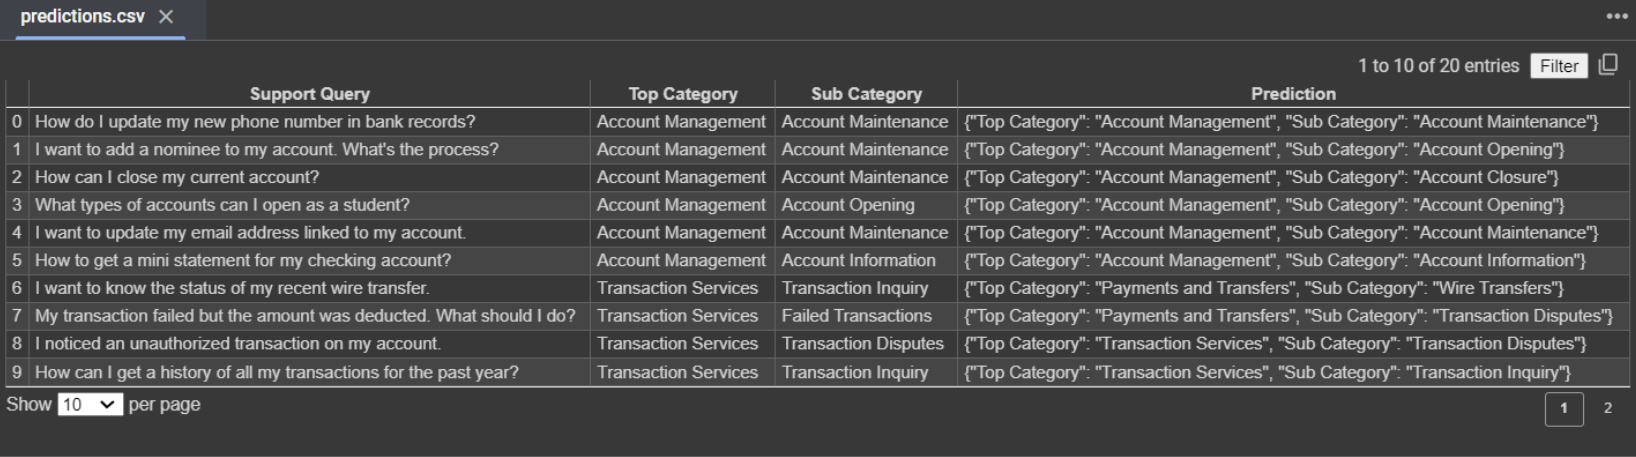 predictions.csv
1 to 10 of 20 entries Filter
Support Query Top Category Sub Category Prediction
0 How do I update my new phone number in bank records? Account Management Account Maintenance {"Top Category": "Account Management", "Sub Category": "Account Maintenance"}
1 I want to add a nominee to my account. What's the process? Account Management Account Maintenance {"Top Category": "Account Management", "Sub Category": "Account Opening"}
2 How can I close my current account? Account Management Account Maintenance {"Top Category": "Account Management", "Sub Category": "Account Closure"}
3 What types of accounts can I open as a student? Account Management Account Opening {"Top Category": "Account Management", "Sub Category": "Account Opening"}
4 I want to update my email address linked to my account. Account Management Account Maintenance {"Top Category": "Account Management", "Sub Category": "Account Maintenance"}
5 How to get a mini statement for my checking account? Account Management Account Information {"Top Category": "Account Management", "Sub Category": "Account Information"}
6 I want to know the status of my recent wire transfer. Transaction Services Transaction Inquiry {"Top Category": "Payments and Transfers", "Sub Category": "Wire Transfers"}
7 My transaction failed but the amount was deducted. What should I do? Transaction Services Failed Transactions {"Top Category": "Payments and Transfers", "Sub Category": "Transaction Disputes"}
8 I noticed an unauthorized transaction on my account. Transaction Services Transaction Disputes {"Top Category": "Transaction Services", "Sub Category": "Transaction Disputes"}
9 How can I get a history of all my transactions for the past year? Transaction Services Transaction Inquiry {"Top Category": "Transaction Services", "Sub Category": "Transaction Inquiry"}
Show 10 per page 1 2